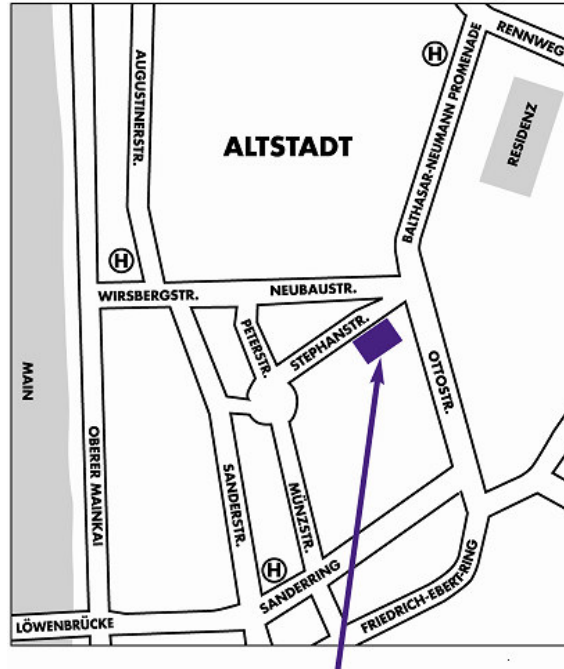 RENNWEG
H
AUGUSTINERSTR.
BALTHASAR-NEUMANN PROMENADE
RESIDENZ
ALTSTADT
H
WIRSBERGSTR.
NEUBAUSTR.
PETERSTR.
STEPHANSTR.
OTTOSTR.
MAIN
OBERER MAINKAI
SANDERSTR.
MÜNZSTR.
H
SANDERRING
FRIEDRICH-EBERT-RING
LÖWENBRÜCKE